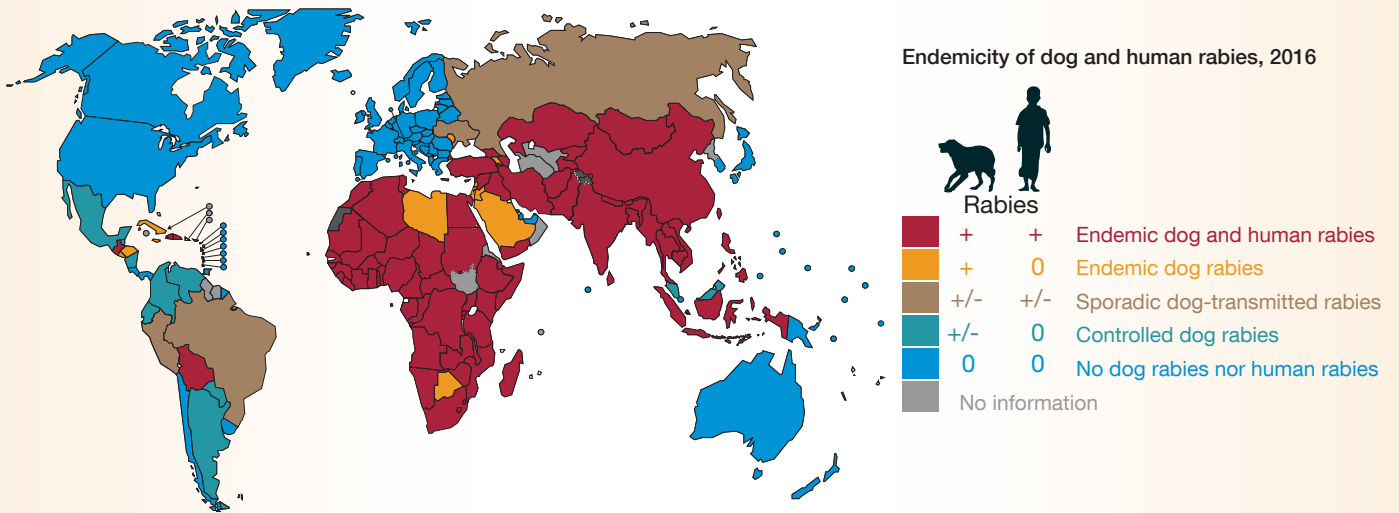 Endemicity of dog and human rabies, 2016
Rabies
+ + Endemic dog and human rabies
+ 0 Endemic dog rabies
+/- +/- Sporadic dog-transmitted rabies
+/- 0 Controlled dog rabies
0 0 No dog rabies nor human rabies
No information